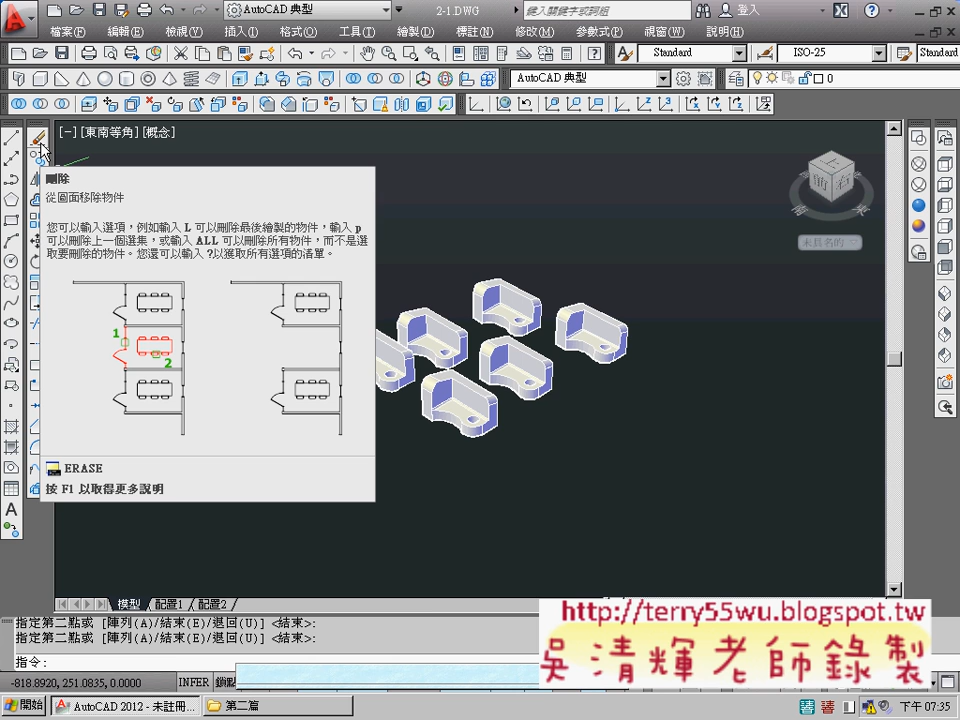 AutoCAD 典型
2-1.DWG
鍵入關鍵字或詞組
登入
檔案(F) 編輯(E) 檢視(V) 插入(I) 格式(O) 工具(T) 繪製(D) 標註(N) 修改(M) 參數式(P) 視窗(W) 說明(H)
Standard
ISO-25
Standard
AutoCAD 典型
0
[−][東南等角][概念]
刪除
從圖面移除物件
您可以輸入選項，例如輸入 L 可以刪除最後繪製的物件，輸入 p
可以刪除上一個選集，或輸入 ALL 可以刪除所有物件，而不是選
取要刪除的物件。您還可以輸入 ? 以獲取所有選項的清單。
1
2
ERASE
按 F1 以取得更多說明
上
前
右
南
東
未具名的
模型 配置1 配置2
指定第二點或 [陣列(A)/結束(E)/退回(U)] <結束>:
指定第二點或 [陣列(A)/結束(E)/退回(U)] <結束>:
指令:
-818.8920, 251.0835, 0.0000
INFER 鎖點
http://terry55wu.blogspot.tw
吳清輝老師錄製
開始
AutoCAD 2012 - 未註冊...
第二篇
下午 07:35